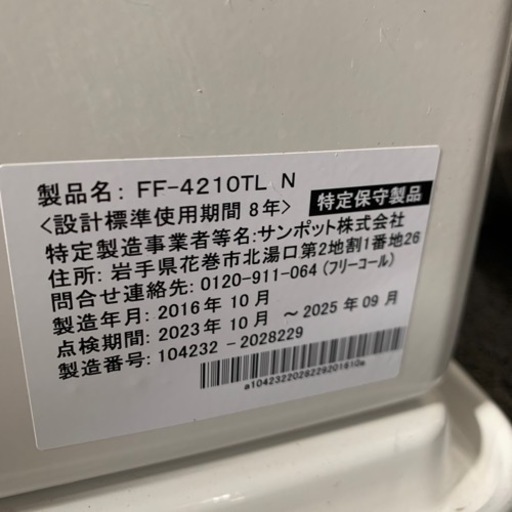 製品名: FF-4210TL N
<設計標準使用期間 8年> 特定保守製品
特定製造事業者等名:サンポット株式会社
住所: 岩手県花巻市北湯口第2地割1番地26
問合せ連絡先: 0120-911-064 (フリーコール)
製造年月: 2016年10月
点検期間: 2023年10月 ~ 2025年09月
製造番号: 104232-2028229
a1042322028229201610a